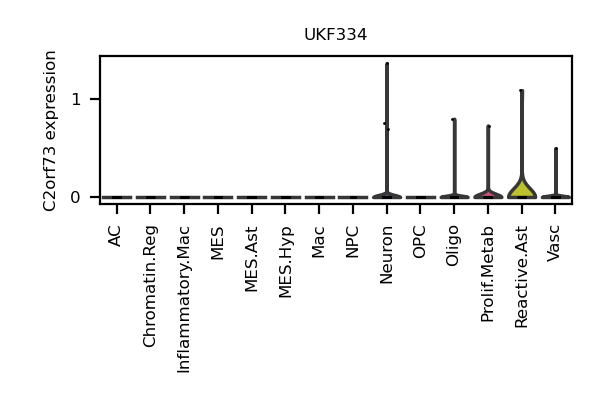 UKF334
C2orf73 expression
1
0
AC
Chromatin.Reg
Inflammatory.Mac
MES
MES.Ast
MES.Hyp
Mac
NPC
Neuron
OPC
Oligo
Prolif.Metab
Reactive.Ast
Vasc